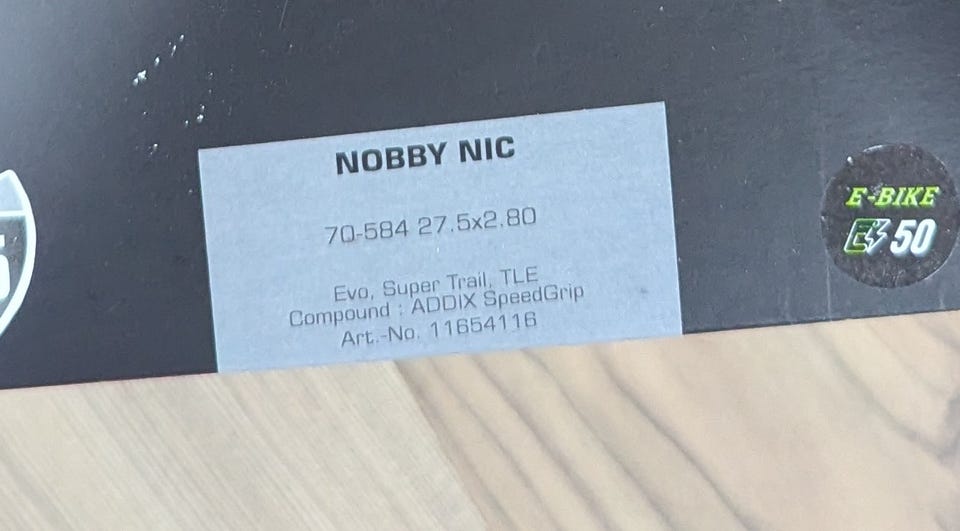 NOBBY NIC
70-584 27.5x2.80
Evo, Super Trail, TLE
Compound : ADDIX SpeedGrip
Art.-No. 11654116
E-BIKE
E 50